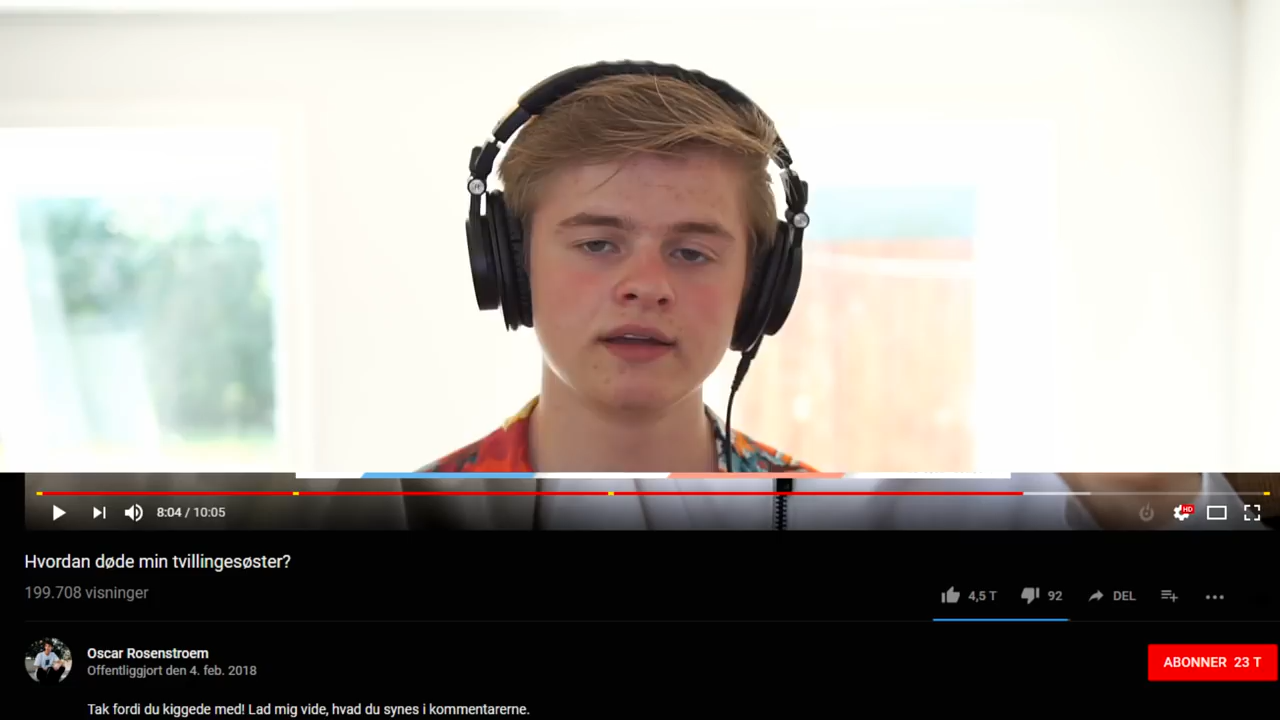 8:04 / 10:05
HD
Hvordan døde min tvillingesøster?
199.708 visninger
4,5 T
92
DEL
Oscar Rosenstroem
Offentliggjort den 4. feb. 2018
ABONNER 23 T
Tak fordi du kiggede med! Lad mig vide, hvad du synes i kommentarerne.